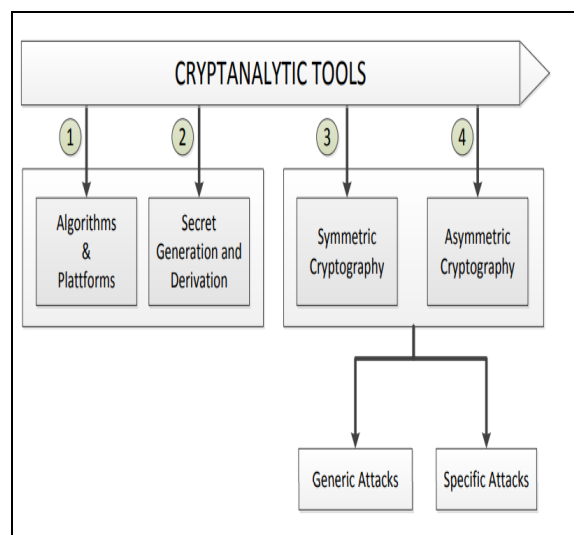 CRYPTANALYTIC TOOLS
1
2
3
4
Algorithms
&
Plattforms
Secret
Generation and
Derivation
Symmetric
Cryptography
Asymmetric
Cryptography
Generic Attacks
Specific Attacks